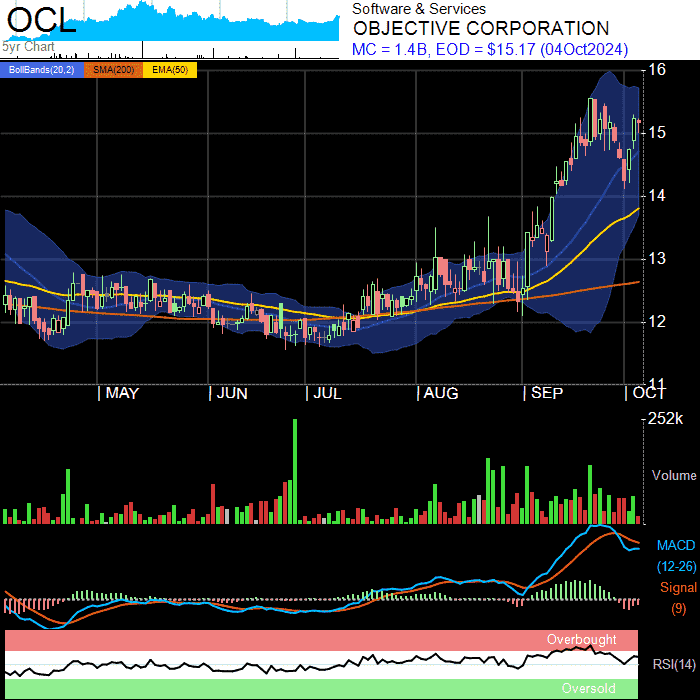 OCL
5yr Chart
Software & Services
OBJECTIVE CORPORATION
MC = 1.4B, EOD = $15.17 (04Oct2024)
BollBands(20,2) SMA(200) EMA(50)
16
15
14
13
12
11
| MAY | JUN | JUL | AUG | SEP | OCT
252k
Volume
MACD
(12-26)
Signal
(9)
Overbought
RSI(14)
Oversold